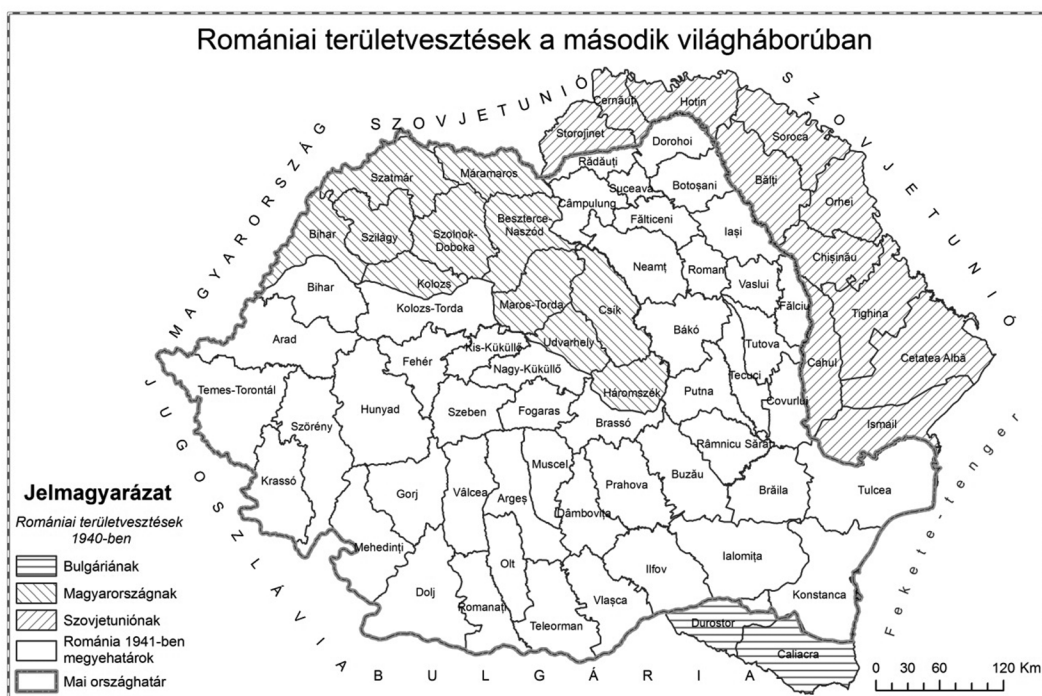 Romániai területvesztések a második világháborúban
SZOVJETUNIÓ
SZOVJETUNIÓ
MAGYARORSZÁG
JUGOSZLÁVIA
BULGÁRIA
Fekete-tenger
Cernăuți
Hotin
Storojinet
Soroca
Dorohoi
Rădăuți
Szatmár
Máramaros
Suceava
Botoșani
Bălți
Orhei
Câmpulung
Beszterce-
Naszód
Fălticeni
Bihar
Szilágy
Szolnok-
Doboka
Iași
Chișinău
Neamț
Roman
Bihar
Kolozs
Vaslui
Maros-Torda
Csík
Kolozs-Torda
Fălciu
Tighina
Arad
Bákó
Udvarhely
Tutova
Kis-Küküllő
Fehér
Nagy-Küküllő
Cahul
Cetatea Albă
Temes-Torontál
Háromszék
Tecuci
Putna
Hunyad
Szeben
Fogaras
Covurlui
Szörény
Brassó
Ismail
Râmnicu Sărat
Krassó
Muscel
Buzău
Gorj
Vâlcea
Argeș
Prahova
Brăila
Tulcea
Dâmbovița
Mehedinți
Olt
Ilfov
Ialomița
Dolj
Romanați
Vlașca
Konstanca
Teleorman
Durostor
Caliacra
Jelmagyarázat
Romániai területvesztések
1940-ben
Bulgáriának
Magyarországnak
Szovjetuniónak
Románia 1941-ben
megyehatárok
Mai országhatár
0 30 60 120 Km